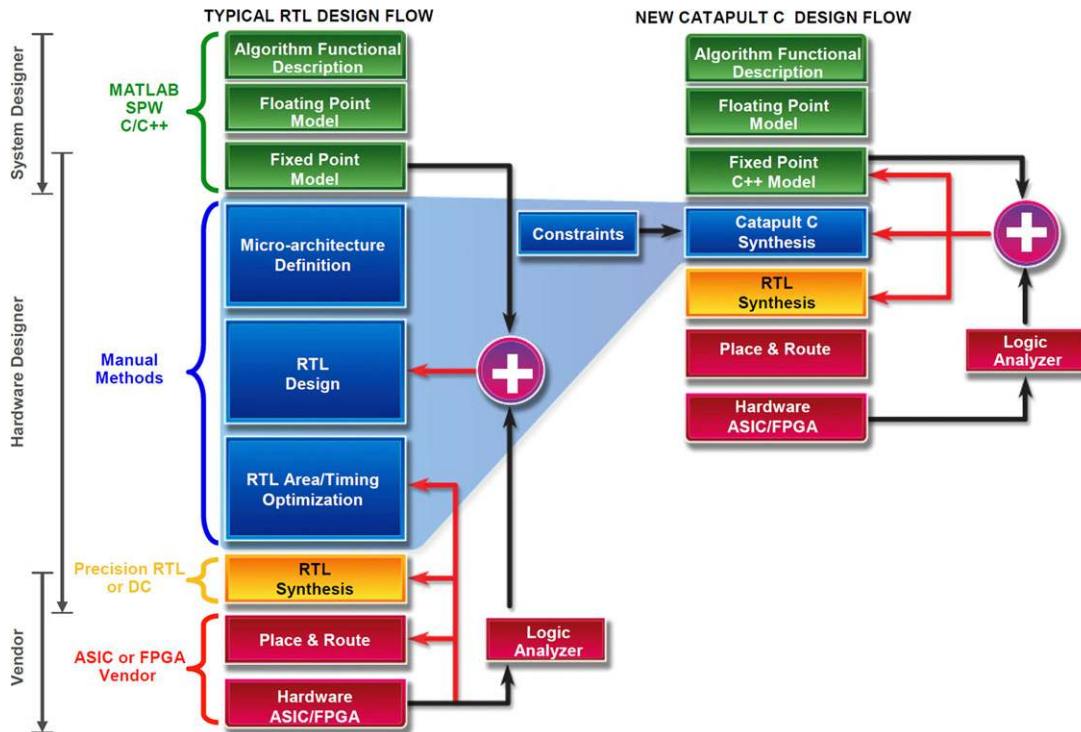 TYPICAL RTL DESIGN FLOW
NEW CATAPULT C DESIGN FLOW
System Designer
Hardware Designer
Vendor
MATLAB
SPW
C/C++
Manual
Methods
Precision RTL
or DC
ASIC or FPGA
Vendor
Algorithm Functional
Description
Floating Point
Model
Fixed Point
Model
Micro-architecture
Definition
RTL
Design
RTL Area/Timing
Optimization
RTL
Synthesis
Place & Route
Hardware
ASIC/FPGA
Logic
Analyzer
Constraints
Algorithm Functional
Description
Floating Point
Model
Fixed Point
C++ Model
Catapult C
Synthesis
RTL
Synthesis
Place & Route
Hardware
ASIC/FPGA
Logic
Analyzer